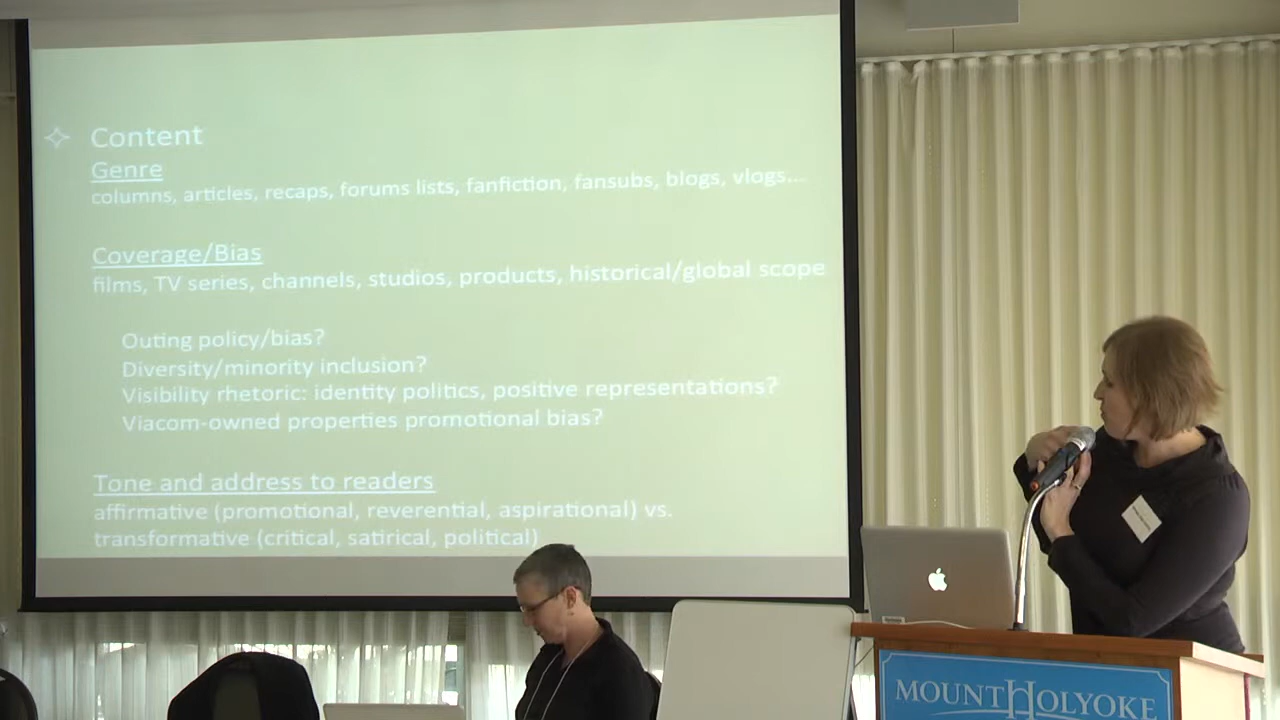 Content
Genre
columns, articles, recaps, forums lists, fanfiction, fansubs, blogs, vlogs...
Coverage/Bias
films, TV series, channels, studios, products, historical/global scope
Outing policy/bias?
Diversity/minority inclusion?
Visibility rhetoric: identity politics, positive representations?
Viacom-owned properties promotional bias?
Tone and address to readers
affirmative (promotional, reverential, aspirational) vs.
transformative (critical, satirical, political)
MOUNT HOLYOKE